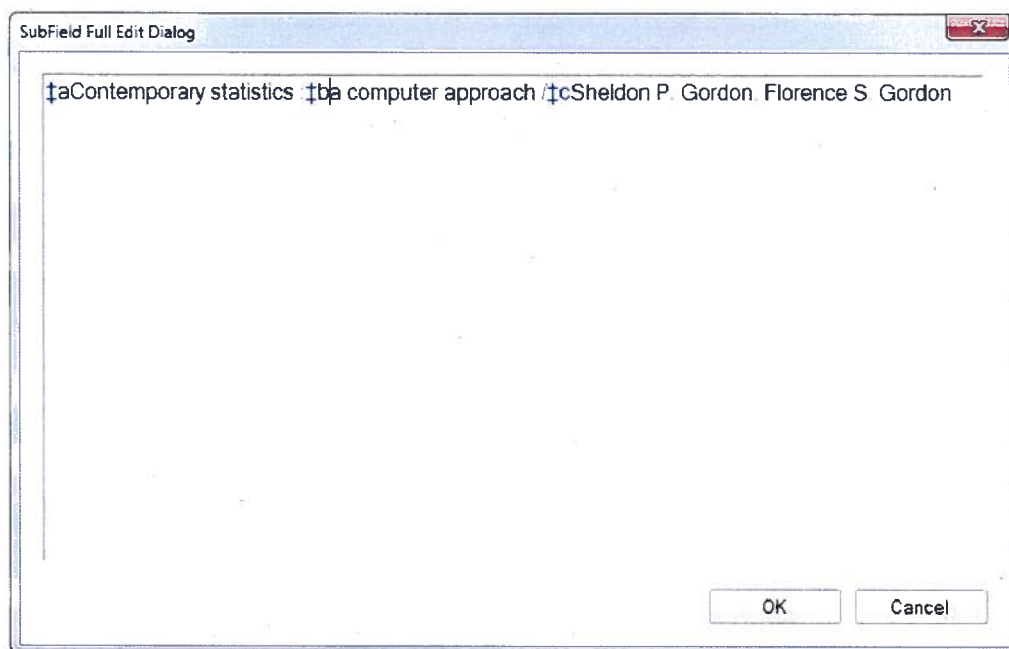 SubField Full Edit Dialog
‡aContemporary statistics :‡ba computer approach /‡cSheldon P. Gordon, Florence S. Gordon
OK
Cancel